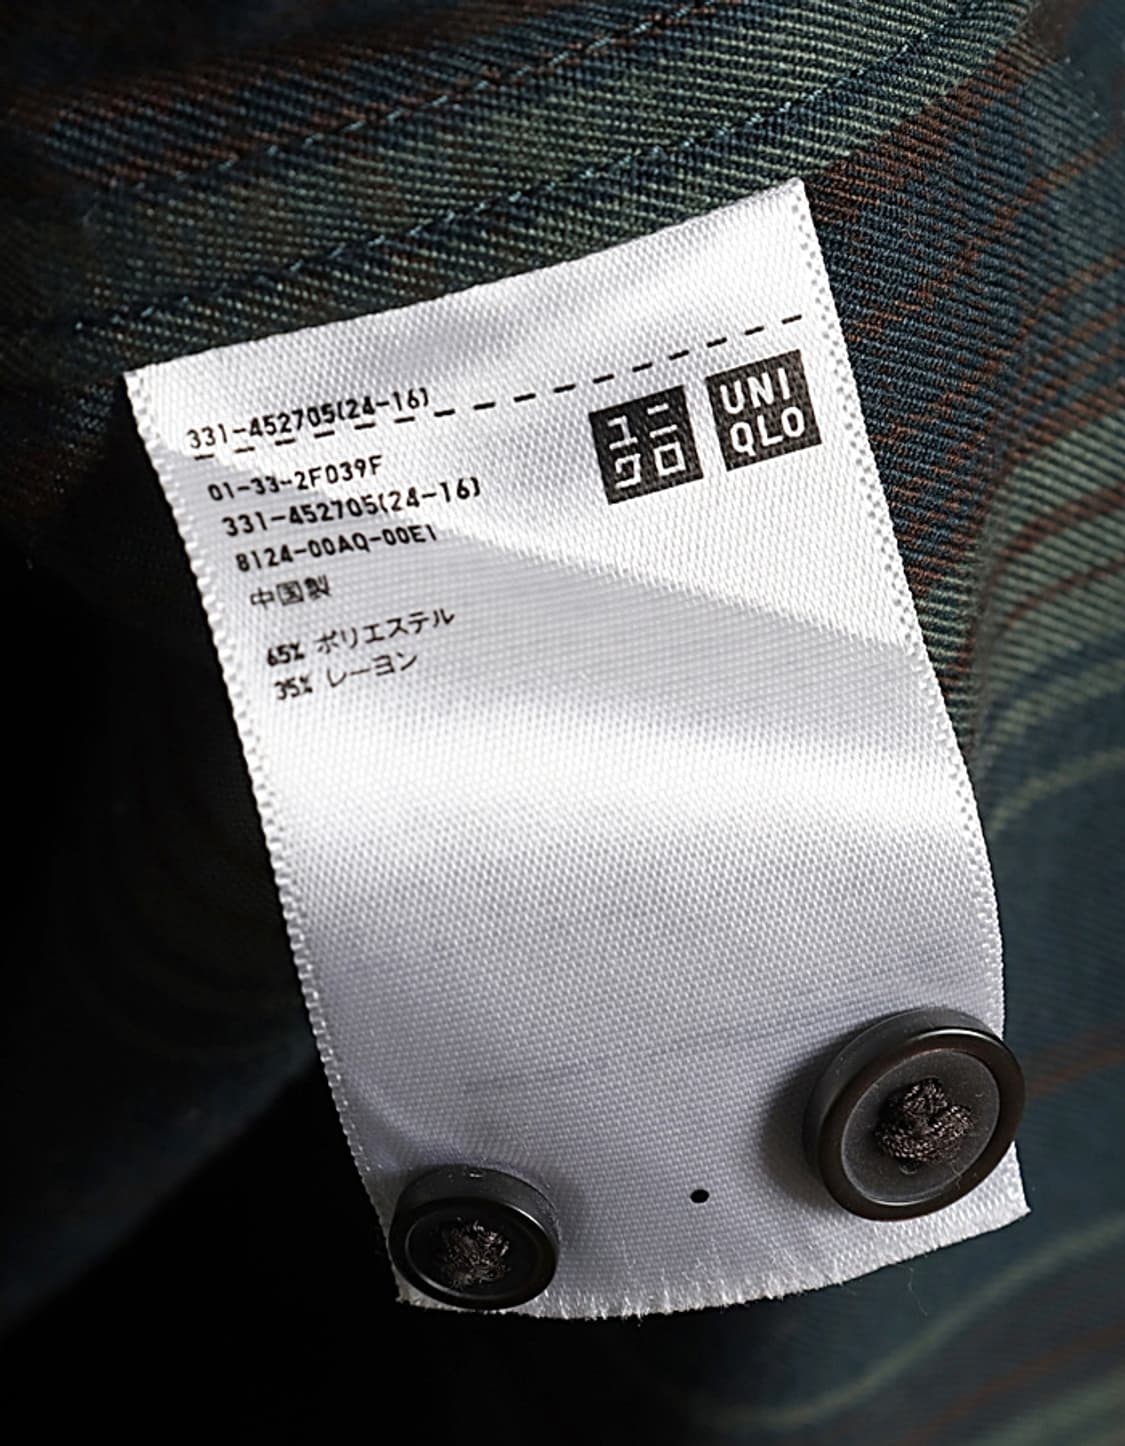 331-452705(24-16)
ユニ
クロ
UNI
QLO
01-33-2F039F
331-452705(24-16)
8124-00AQ-00E1
中国製
65% ポリエステル
35% レーヨン